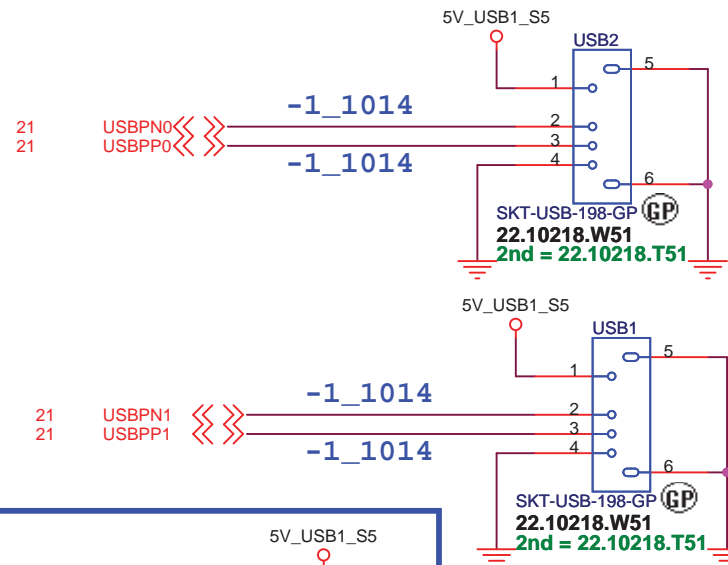 5V_USB1_S5
USB2
5
1
-1_1014
21 USBPN0 2
21 USBPP0 3
-1_1014
4
6
SKT-USB-198-GP GP
22.10218.W51
2nd = 22.10218.T51
5V_USB1_S5
USB1
5
1
-1_1014
21 USBPN1 2
21 USBPP1 3
-1_1014
4
6
SKT-USB-198-GP GP
22.10218.W51
2nd = 22.10218.T51
5V_USB1_S5